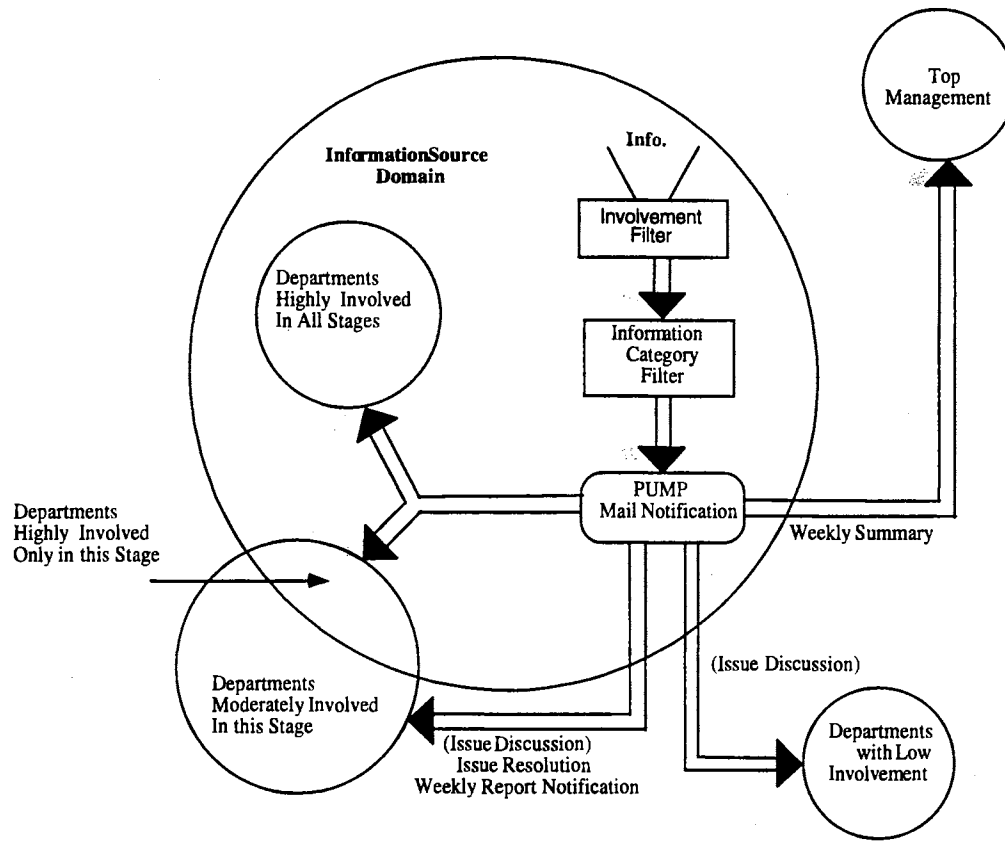 Top
Management
Info.
InformationSource
Domain
Involvement
Filter
Departments
Highly Involved
In All Stages
Information
Category
Filter
PUMP
Mail Notification
Weekly Summary
Departments
Highly Involved
Only in this Stage
(Issue Discussion)
Departments
Moderately Involved
In this Stage
Departments
with Low
Involvement
(Issue Discussion)
Issue Resolution
Weekly Report Notification